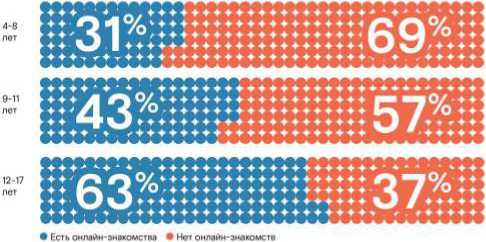 4-8
лет
31% 69%
9-11
лет
43% 57%
12-17
лет
63% 37%
Есть онлайн-знакомства Нет онлайн-знакомств